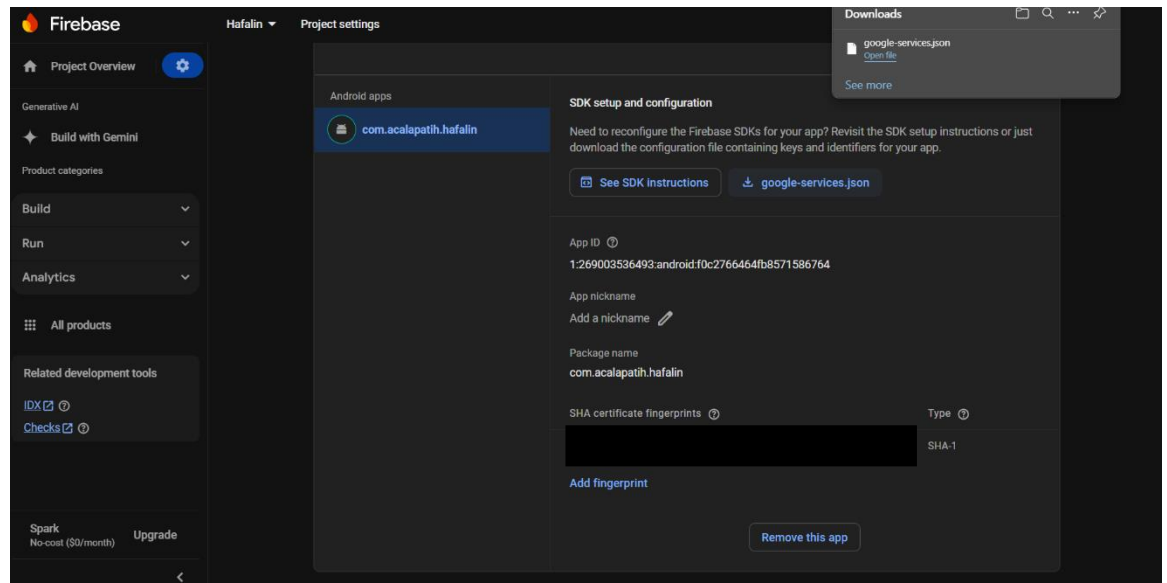 Firebase
Hafalin
Project settings
Downloads
google-services.json
Open file
See more
Project Overview
Generative AI
Build with Gemini
Product categories
Build
Run
Analytics
All products
Related development tools
IDX
Checks
Spark
No-cost ($0/month)
Upgrade
Android apps
com.acalapatih.hafalin
SDK setup and configuration
Need to reconfigure the Firebase SDKs for your app? Revisit the SDK setup instructions or just
download the configuration file containing keys and identifiers for your app.
See SDK instructions
google-services.json
App ID
1:269003536493:android:f0c2766464fb8571586764
App nickname
Add a nickname
Package name
com.acalapatih.hafalin
SHA certificate fingerprints
Type
SHA-1
Add fingerprint
Remove this app